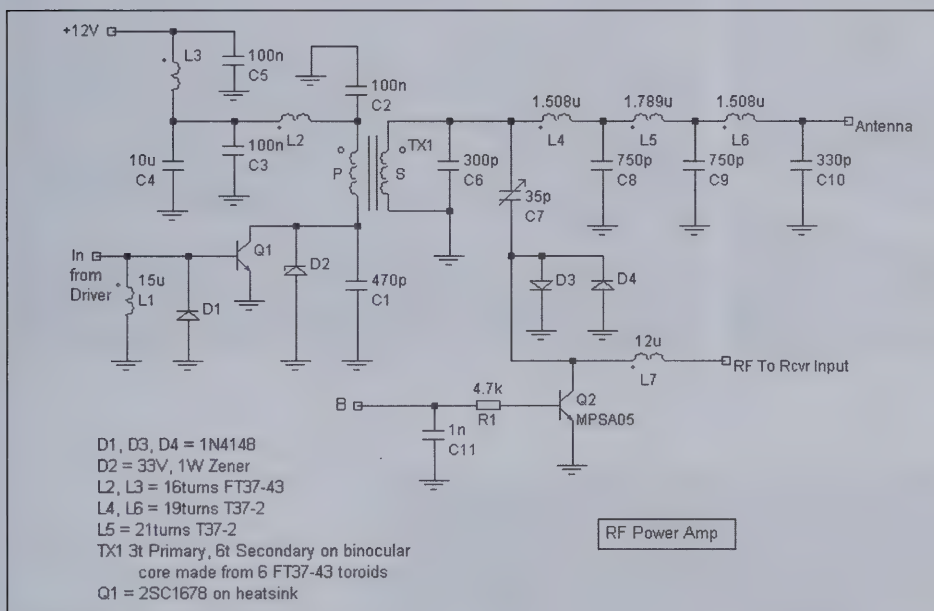 +12V
L3
100n
C5
100n
C2
L2
10u
C4
100n
C3
P
S
TX1
300p
C6
35p
C7
1.508u
L4
1.789u
L5
1.508u
L6
Antenna
750p
C8
750p
C9
330p
C10
In
from
Driver
15u
L1
D1
Q1
D2
470p
C1
D3
D4
12u
L7
RF To Rcvr Input
B
4.7k
R1
1n
C11
Q2
MPSA05
D1, D3, D4 = 1N4148
D2 = 33V, 1W Zener
L2, L3 = 16turns FT37-43
L4, L6 = 19turns T37-2
L5 = 21turns T37-2
TX1 3t Primary, 6t Secondary on binocular
core made from 6 FT37-43 toroids
Q1 = 2SC1678 on heatsink
RF Power Amp